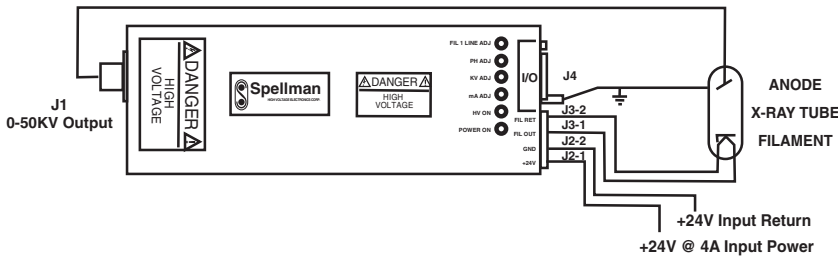 J1
0-50KV Output
DANGER
HIGH
VOLTAGE
Spellman
HIGH VOLTAGE ELECTRONICS CORP.
DANGER
HIGH
VOLTAGE
FIL 1 LINE ADJ
PH ADJ
KV ADJ
mA ADJ
HV ON
POWER ON
I/O
J4
FIL RET
FIL OUT
GND
+24V
J3-2
J3-1
J2-2
J2-1
ANODE
X-RAY TUBE
FILAMENT
+24V Input Return
+24V @ 4A Input Power